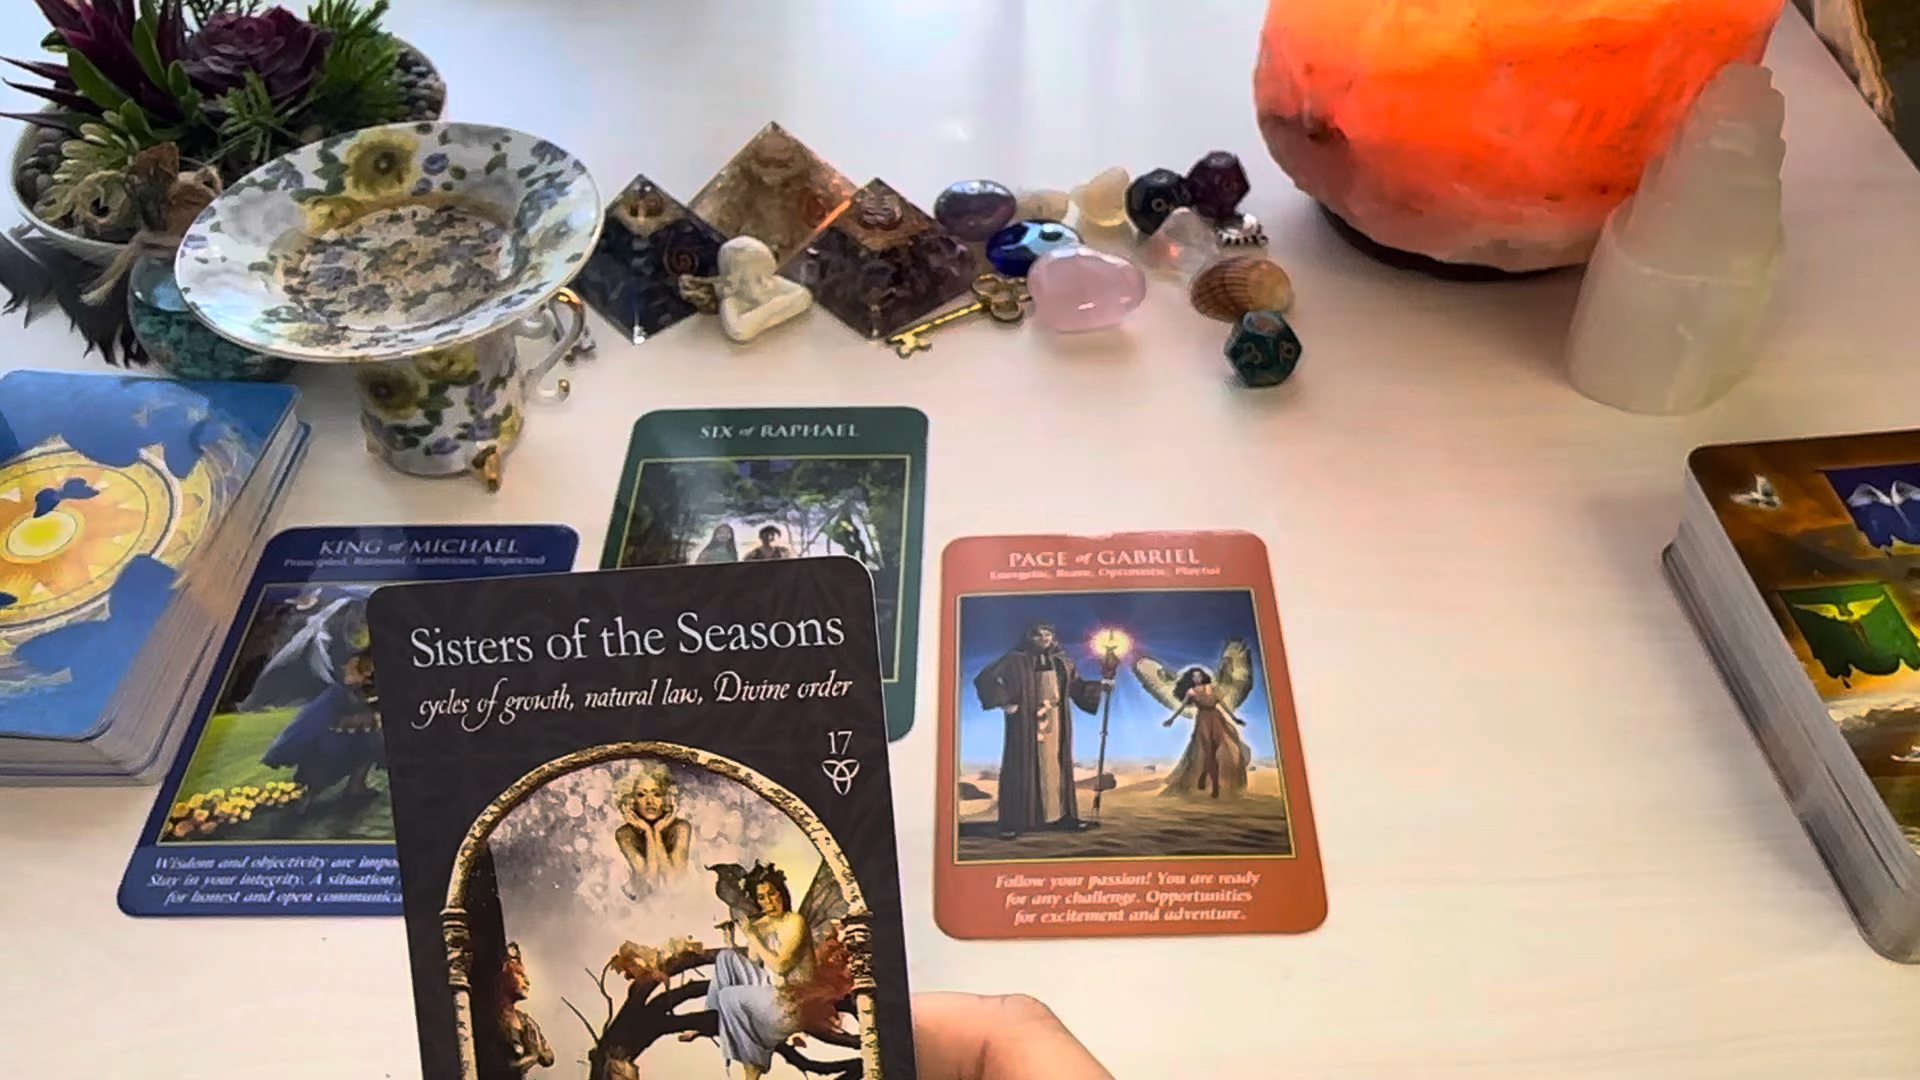 SIX of RAPHAEL
KING of MICHAEL
Principled, Rational, Ambitious, Respected
PAGE of GABRIEL
Energetic, Brave, Optimistic, Playful
Sisters of the Seasons
cycles of growth, natural law, Divine order
17
Wisdom and objectivity are
Stay in your integrity. A situation
for honest and open
Follow your passion! You are ready
for any challenge. Opportunities
for excitement and adventure.